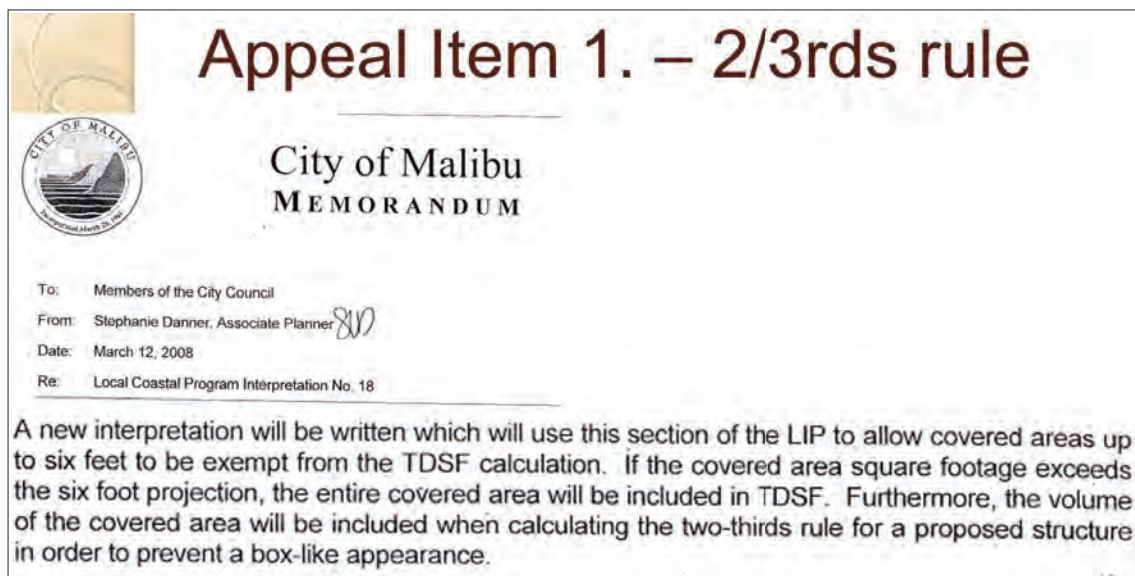 Appeal Item 1. – 2/3rds rule
CITY OF MALIBU
City of Malibu
MEMORANDUM
To: Members of the City Council
From: Stephanie Danner, Associate Planner
Date: March 12, 2008
Re: Local Coastal Program Interpretation No. 18
A new interpretation will be written which will use this section of the LIP to allow covered areas up
to six feet to be exempt from the TDSF calculation. If the covered area square footage exceeds
the six foot projection, the entire covered area will be included in TDSF. Furthermore, the volume
of the covered area will be included when calculating the two-thirds rule for a proposed structure
in order to prevent a box-like appearance.